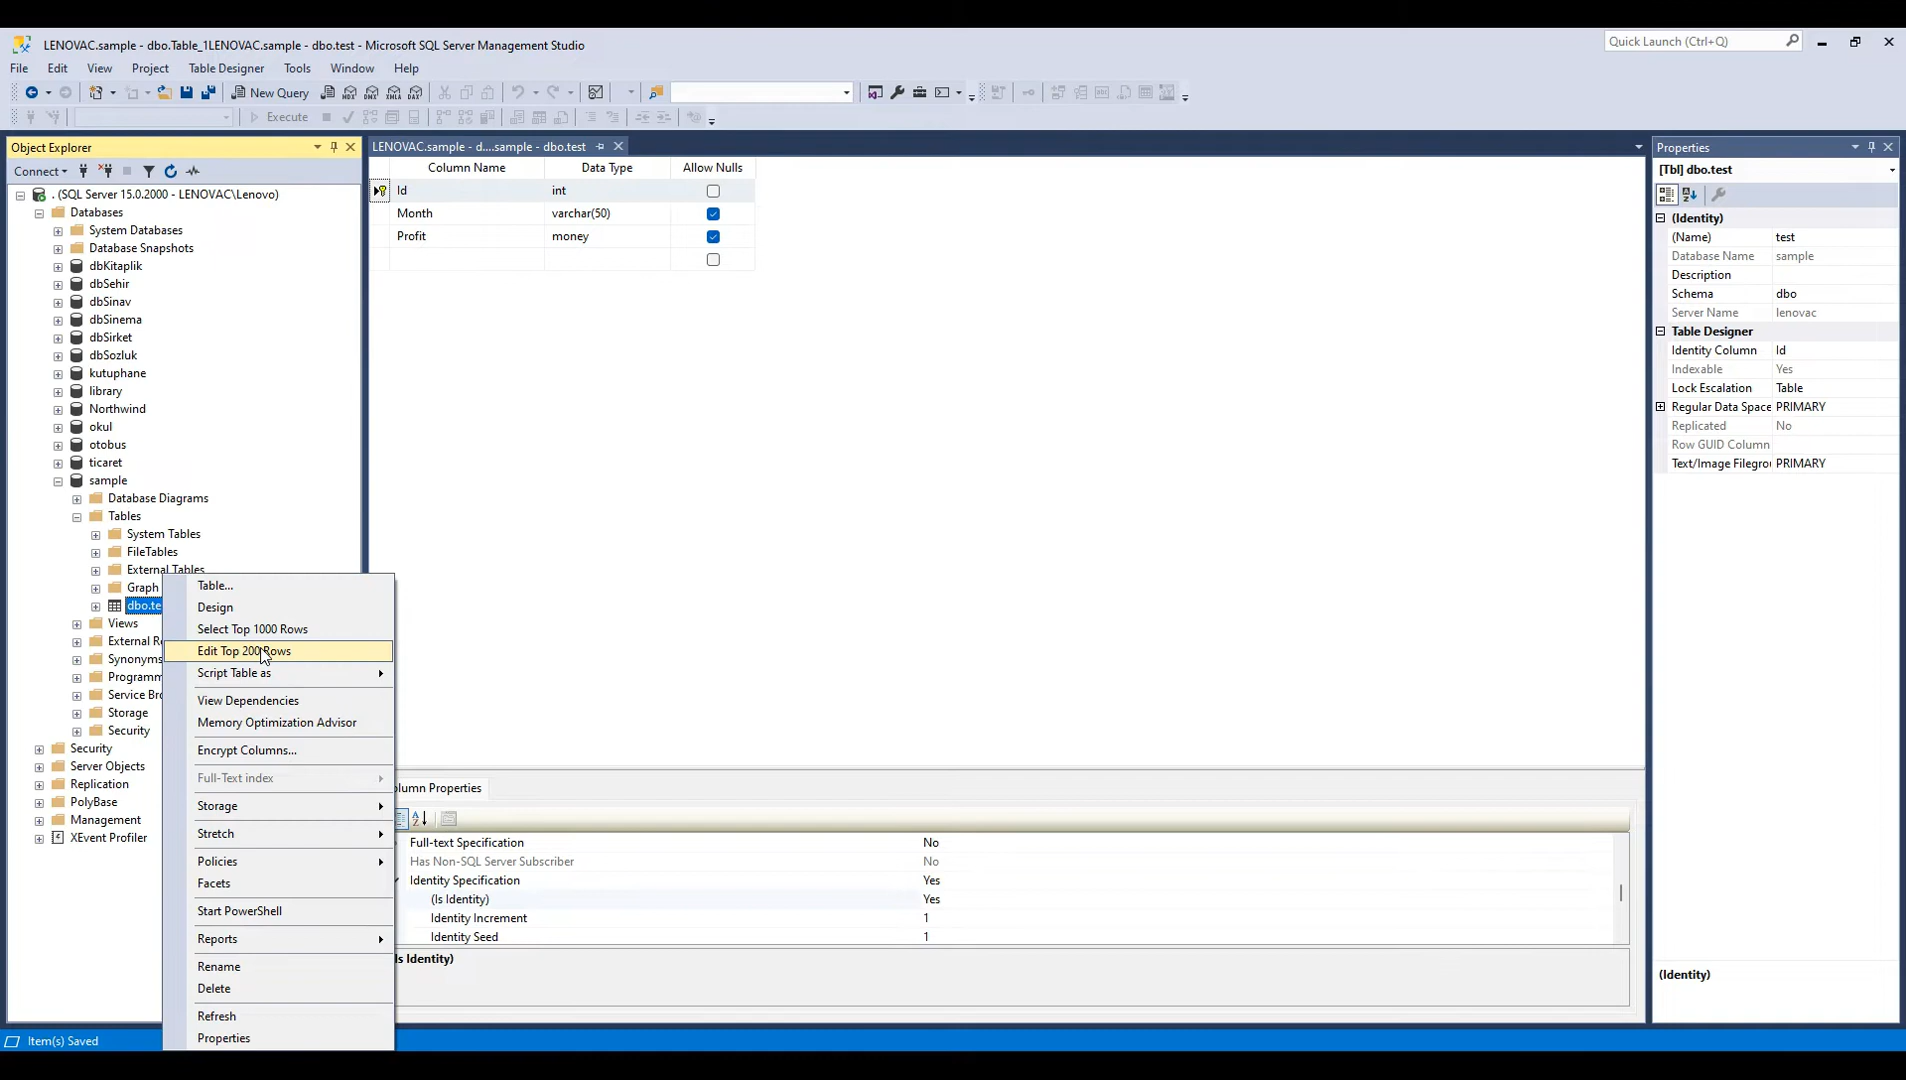 LENOVAC.sample - dbo.Table_1LENOVAC.sample - dbo.test - Microsoft SQL Server Management Studio
Quick Launch (Ctrl+Q)
File Edit View Project Table Designer Tools Window Help
New Query MDX DMX XMLA DAX
Execute
Object Explorer
Connect
. (SQL Server 15.0.2000 - LENOVAC\Lenovo)
Databases
System Databases
Database Snapshots
dbKitaplik
dbSehir
dbSinav
dbSinema
dbSirket
dbSozluk
kutuphane
library
Northwind
okul
otobus
ticaret
sample
Database Diagrams
Tables
System Tables
FileTables
External Tables
Graph
dbo.te
Views
External Re
Synonyms
Programm
Service Bro
Storage
Security
Security
Server Objects
Replication
PolyBase
Management
XEvent Profiler
Table...
Design
Select Top 1000 Rows
Edit Top 200 Rows
Script Table as
View Dependencies
Memory Optimization Advisor
Encrypt Columns...
Full-Text index
Storage
Stretch
Policies
Facets
Start PowerShell
Reports
Rename
Delete
Refresh
Properties
LENOVAC.sample - d....sample - dbo.test
Column Name Data Type Allow Nulls
Id int
Month varchar(50)
Profit money
olumn Properties
Full-text Specification No
Has Non-SQL Server Subscriber No
Identity Specification Yes
(Is Identity) Yes
Identity Increment 1
Identity Seed 1
Is Identity)
Properties
[Tbl] dbo.test
(Identity)
(Name) test
Database Name sample
Description
Schema dbo
Server Name lenovac
Table Designer
Identity Column Id
Indexable Yes
Lock Escalation Table
Regular Data Space PRIMARY
Replicated No
Row GUID Column
Text/Image Filegrou PRIMARY
(Identity)
Item(s) Saved